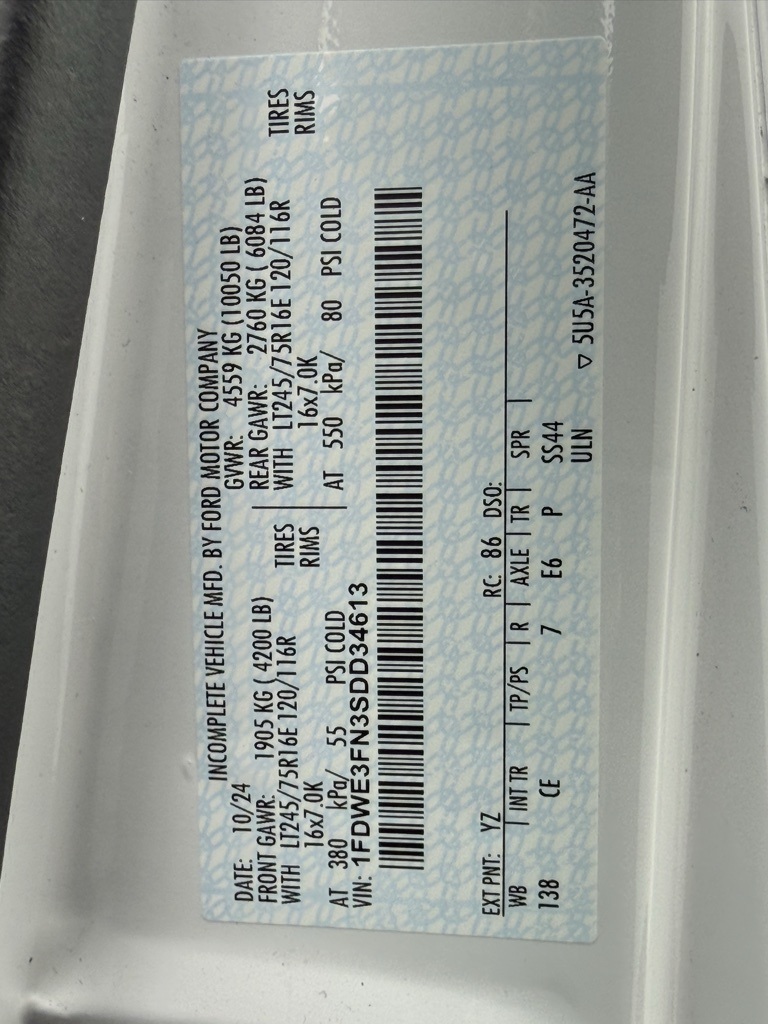 INCOMPLETE VEHICLE MFD. BY FORD MOTOR COMPANY
DATE: 10/24 GVWR: 4559 KG (10050 LB)
FRONT GAWR: 1905 KG ( 4200 LB) REAR GAWR: 2760 KG ( 6084 LB)
WITH LT245/75R16E 120/116R TIRES WITH LT245/75R16E 120/116R TIRES
16x7.0K RIMS 16x7.0K RIMS
AT 380 kPa/ 55 PSI COLD AT 550 kPa/ 80 PSI COLD
VIN: 1FDWE3FN3SDD34613
EXT PNT: YZ RC: 86 DSO:
WB | INT TR | TP/PS | R | AXLE | TR | SPR |
138 CE 7 E6 P SS44
ULN ▽ 5U5A-3520472-AA